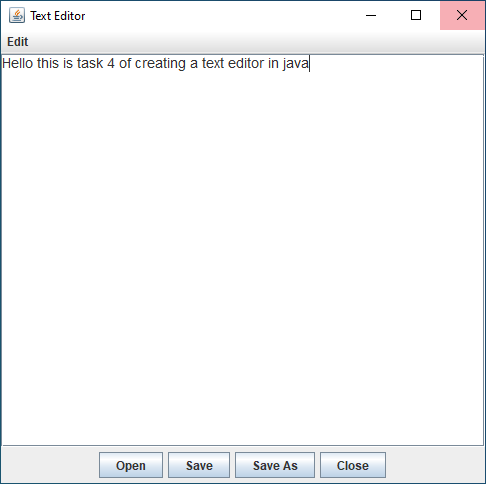 Text Editor
Edit
Hello this is task 4 of creating a text editor in java
Open Save Save As Close